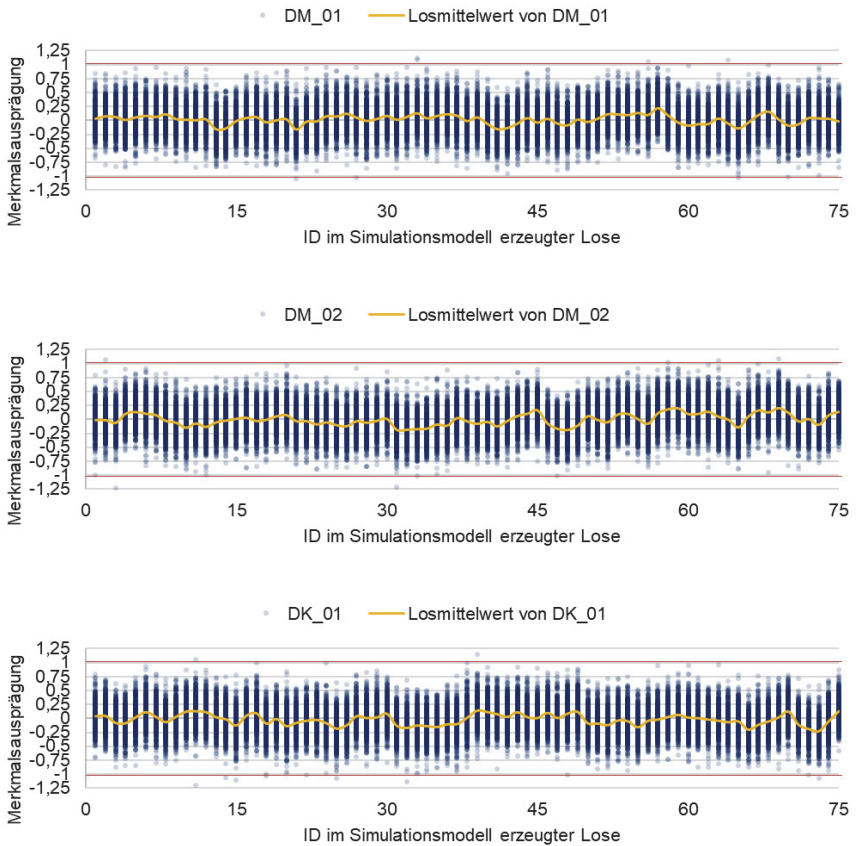 DM_01 Losmittelwert von DM_01
Merkmalsausprägung
1,25
1
0,75
0,5
0,25
0
-0,25
-0,5
-0,75
-1
-1,25
0 15 30 45 60 75
ID im Simulationsmodell erzeugter Lose
DM_02 Losmittelwert von DM_02
Merkmalsausprägung
1,25
1
0,75
0,5
0,25
0
-0,25
-0,5
-0,75
-1
-1,25
0 15 30 45 60 75
ID im Simulationsmodell erzeugter Lose
DK_01 Losmittelwert von DK_01
Merkmalsausprägung
1,25
1
0,75
0,5
0,25
0
-0,25
-0,5
-0,75
-1
-1,25
0 15 30 45 60 75
ID im Simulationsmodell erzeugter Lose